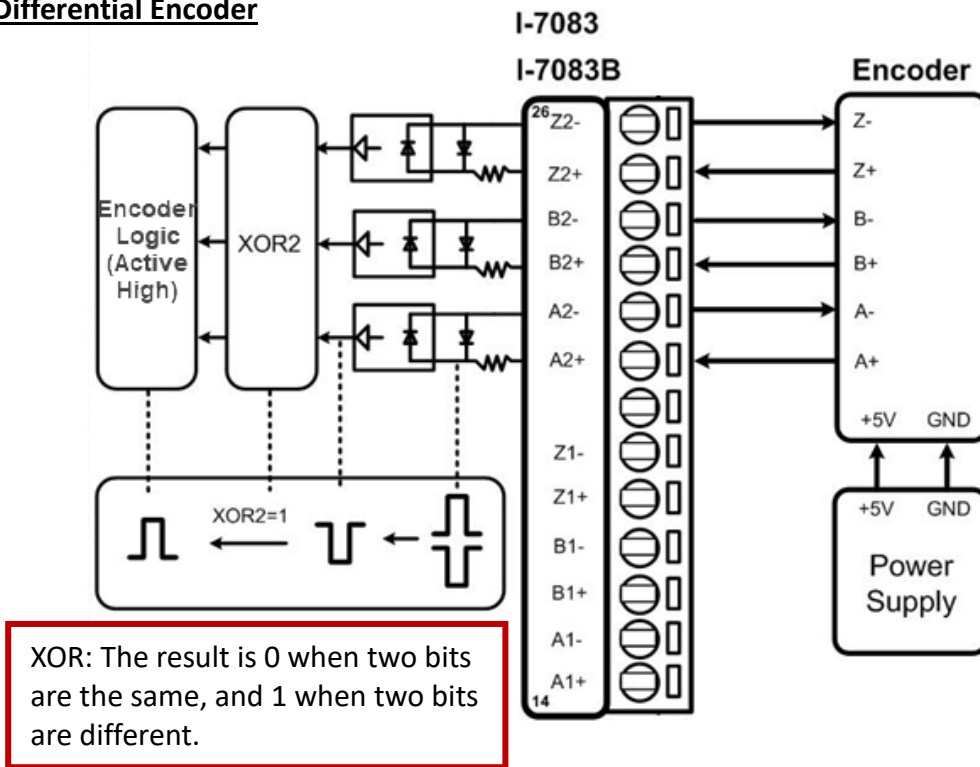 Differential Encoder
I-7083
I-7083B
Encoder
26
Z2-
Z2+
B2-
B2+
A2-
A2+
Z1-
Z1+
B1-
B1+
A1-
A1+
14
Encoder
Logic
(Active
High)
XOR2
Z-
Z+
B-
B+
A-
A+
+5V GND
+5V GND
Power
Supply
XOR2=1
XOR: The result is 0 when two bits
are the same, and 1 when two bits
are different.